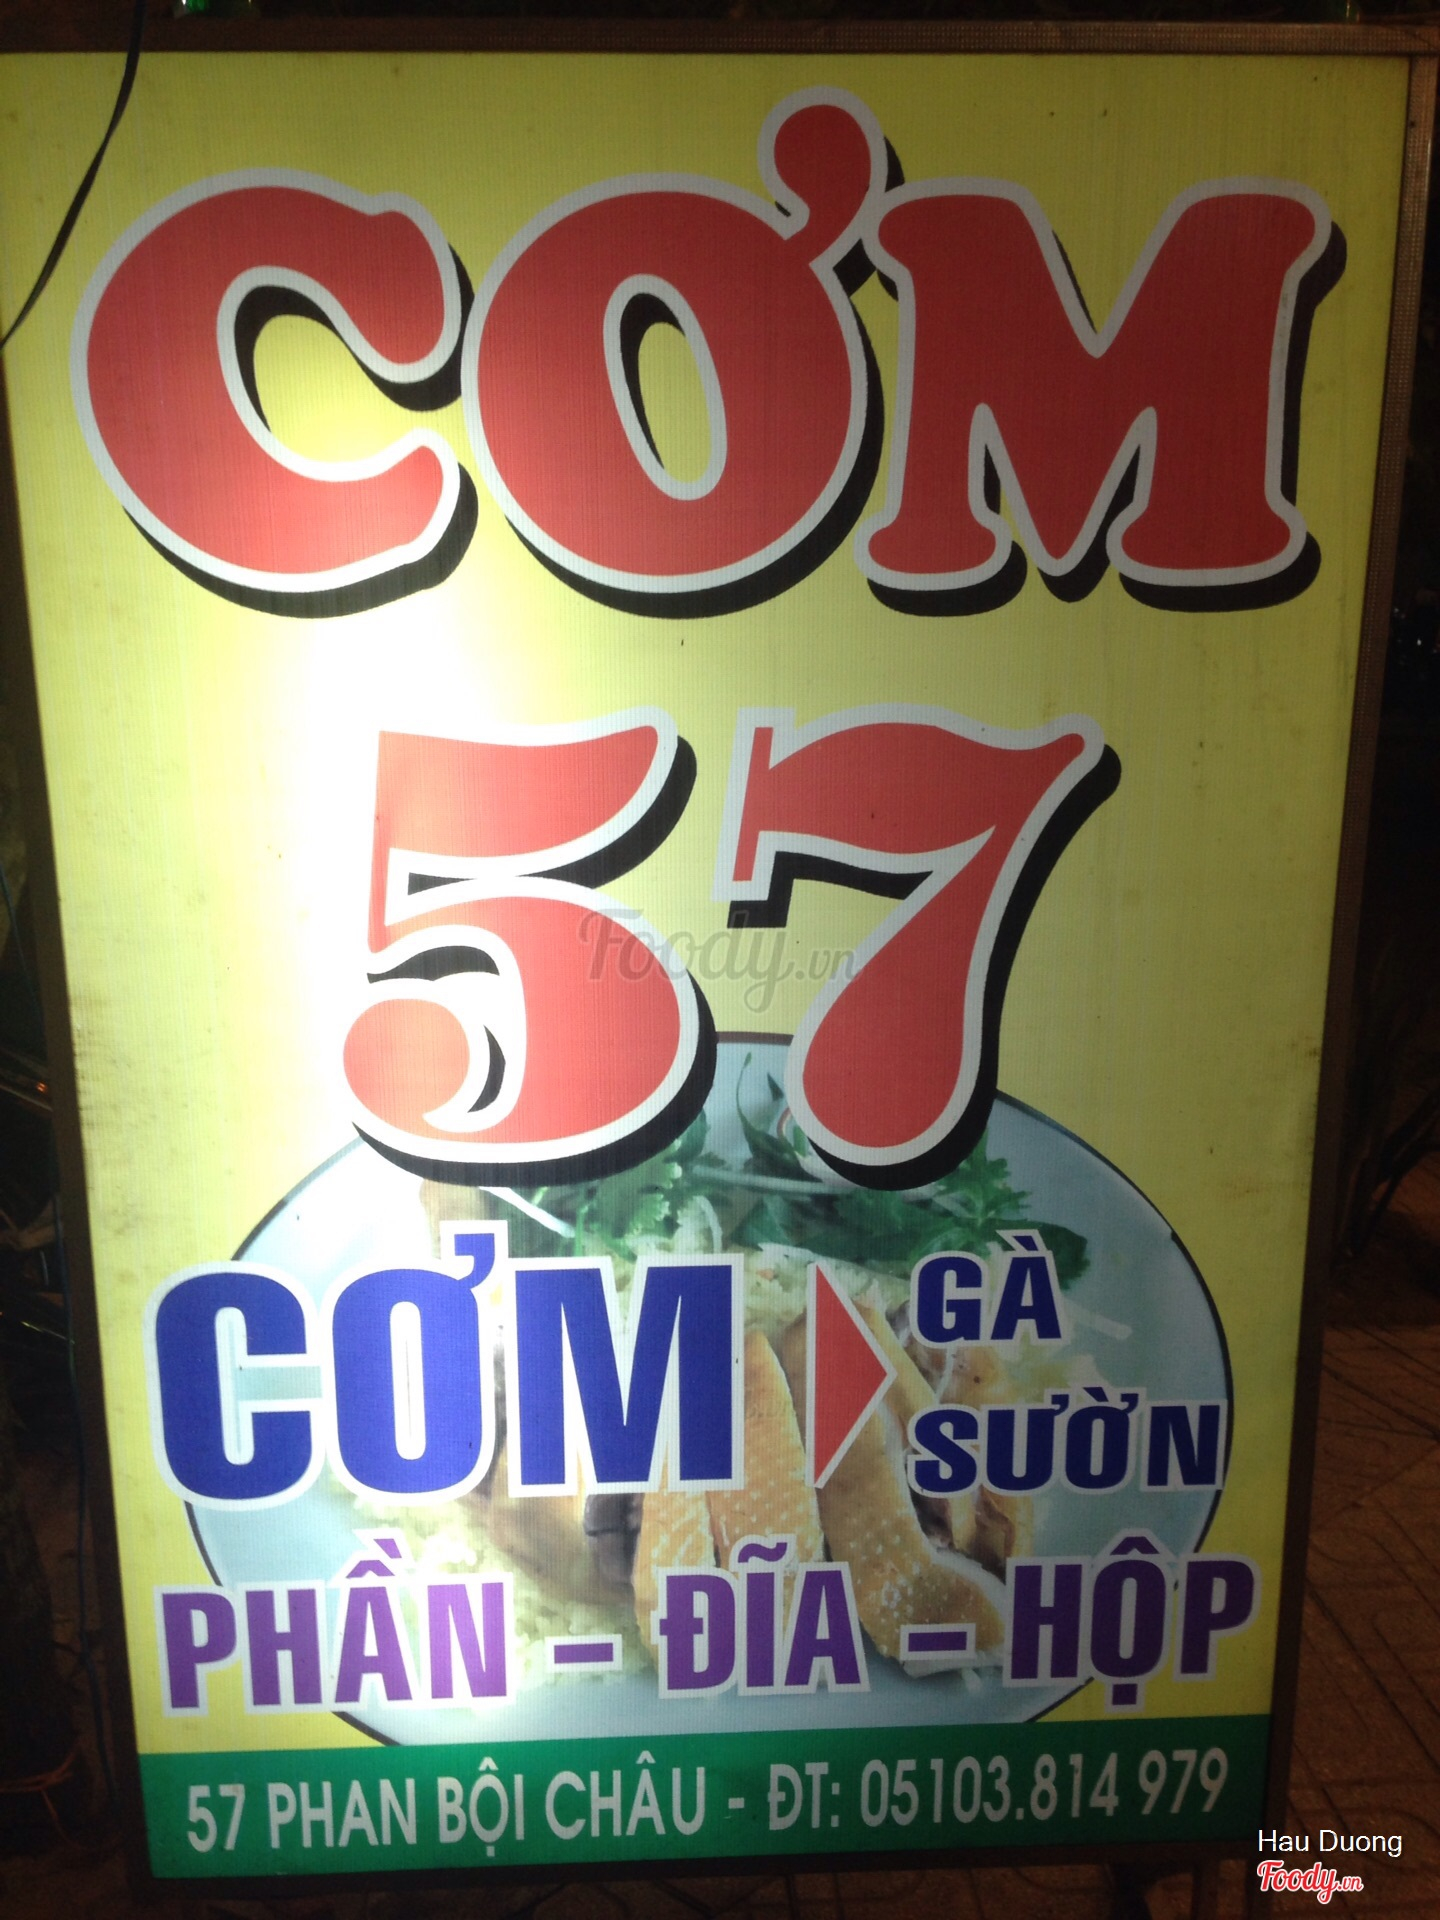 CƠM
57
Foody.vn
CƠM
GÀ
SƯỜN
PHẦN – ĐĨA – HỘP
57 PHAN BỘI CHÂU - ĐT: 05103.814 979
Hau Duong
Foody.vn